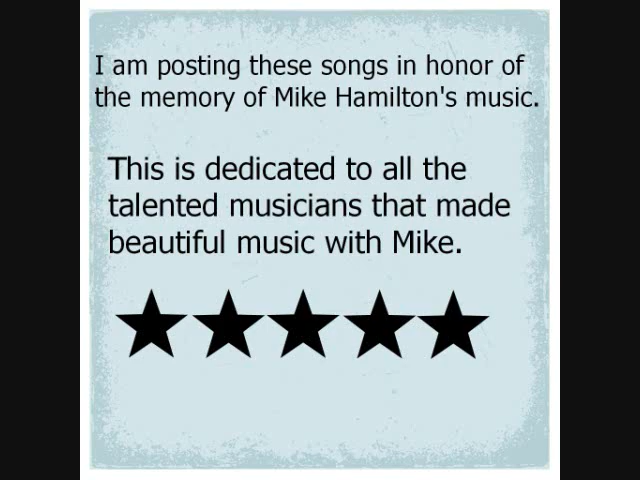 I am posting these songs in honor of
the memory of Mike Hamilton's music.
This is dedicated to all the
talented musicians that made
beautiful music with Mike.